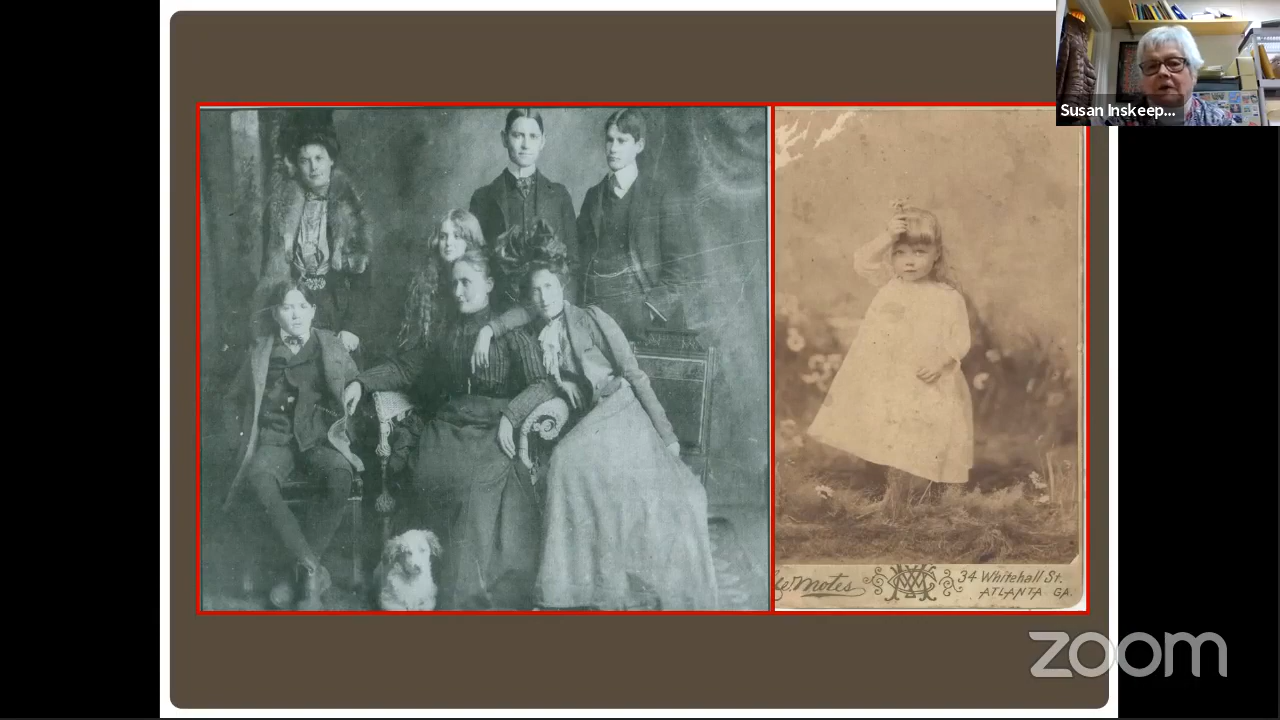 Susan Inskeep...
Motes
34 Whitehall St.
ATLANTA GA.
zoom